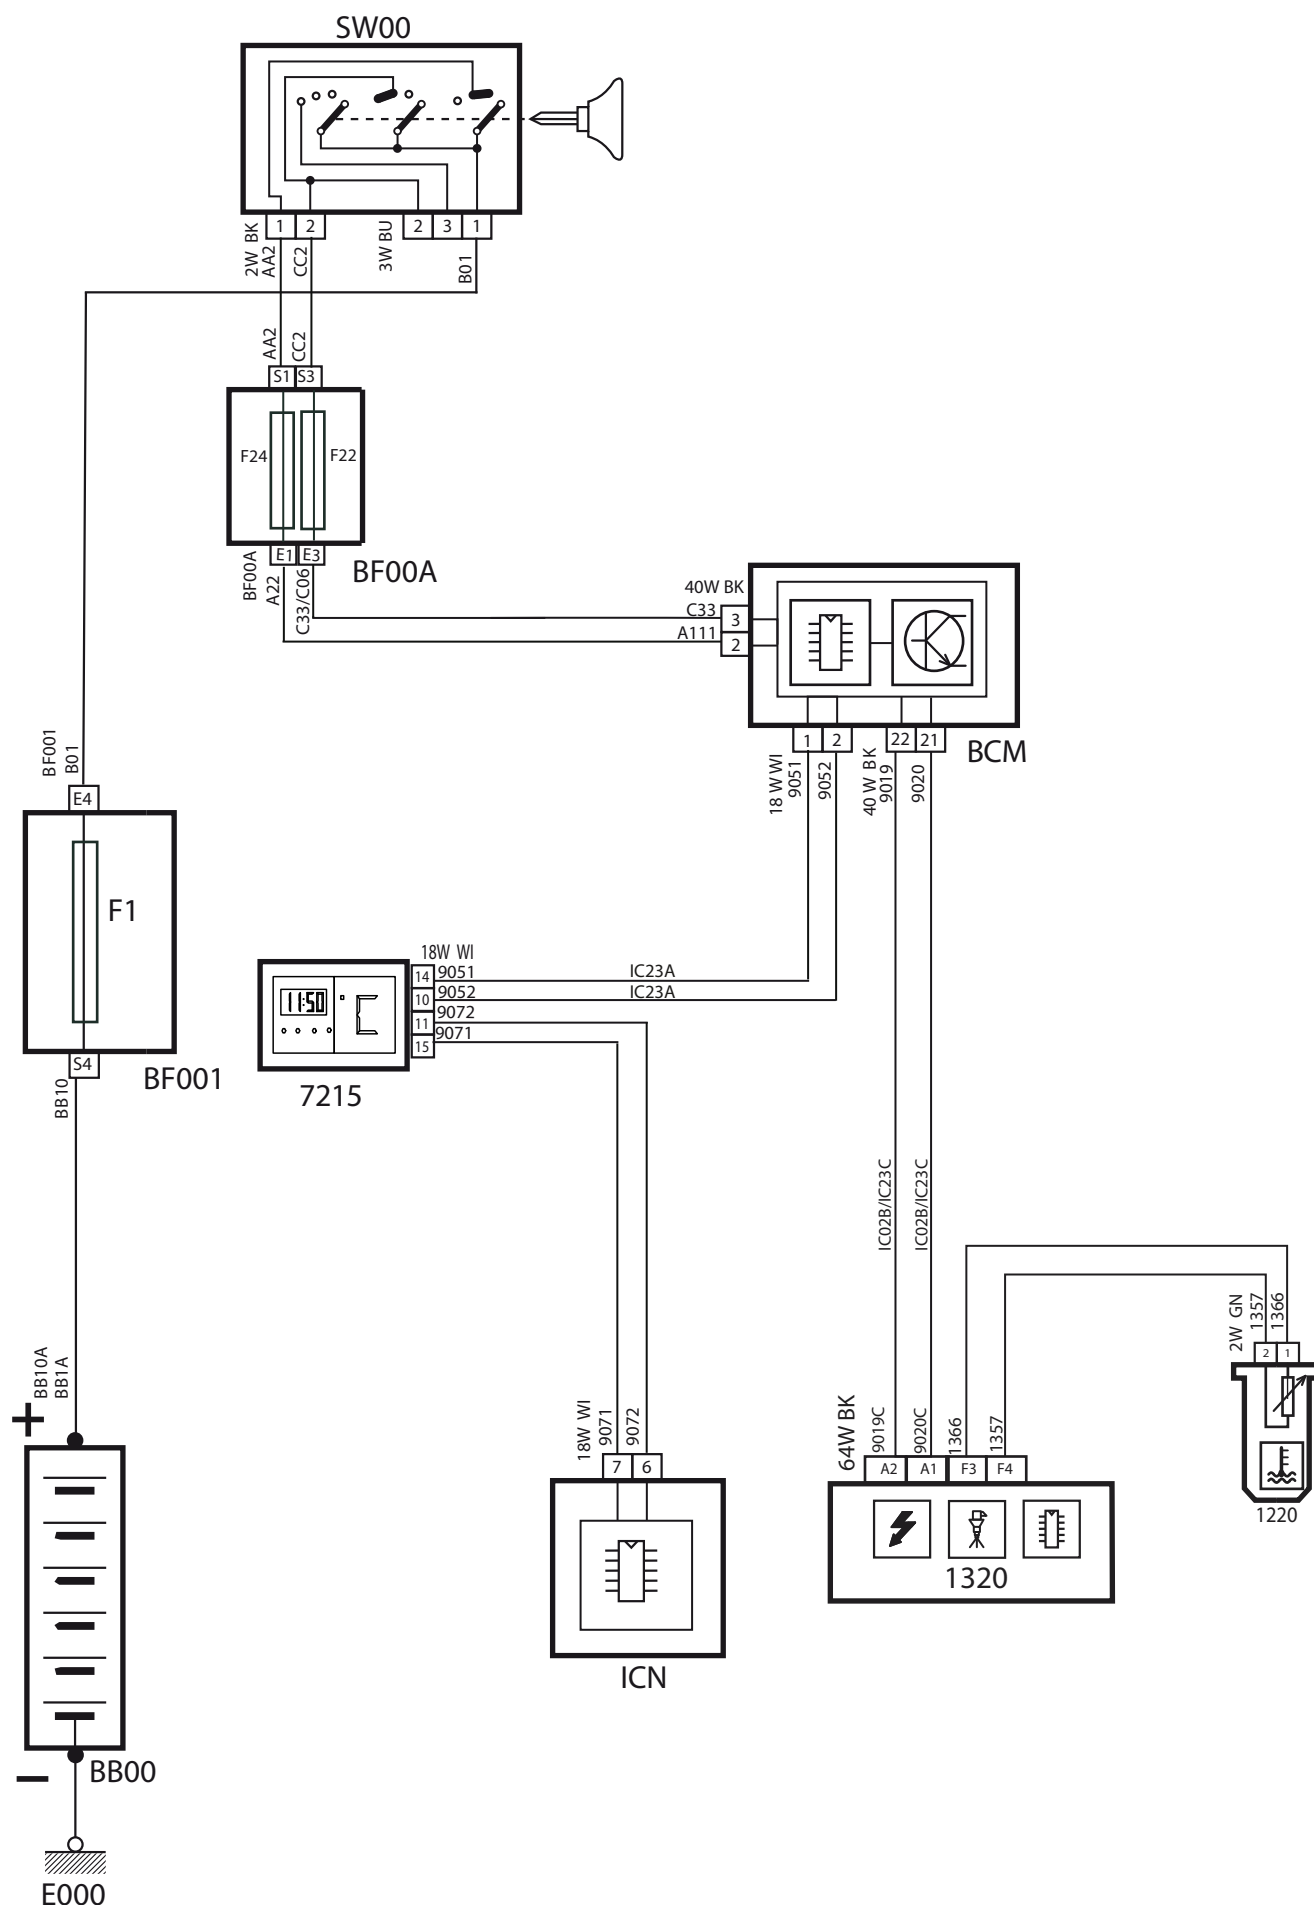 SW00
1 2 2 3 1
2W BK
AA2
CC2
3W BU
B01
AA2
CC2
S1 S3
F24 F22
E1 E3
BF00A
BF00A
A22
C33/C06
40W BK
C33 3
A111 2
1 2 22 21
BCM
18 W WI
9051
9052
40 W BK
9019
9020
BF001
B01
E4
F1
S4
BF001
BB10
18W WI
14 9051 IC23A
10 9052 IC23A
11 9072
15 9071
11:50
7215
IC02B/IC23C
IC02B/IC23C
2W GN
1357
1366
2 1
1220
BB10A
BB1A
+
18W WI
9071
9072
7 6
ICN
64W BK
9019C
9020C
1366
1357
A2 A1 F3 F4
1320
BB00
−
E000